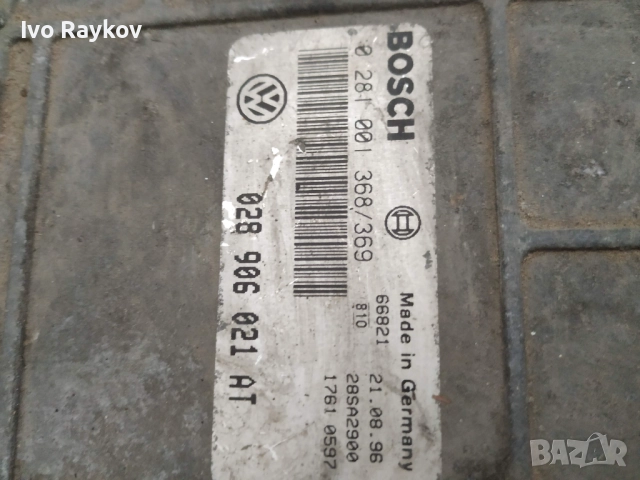 Ivo Raykov
BOSCH
0 281 001 368/369
Made in Germany
66821 21.08.96
810 28SA2900
1761 0597
028 906 021 AT
BAZAR